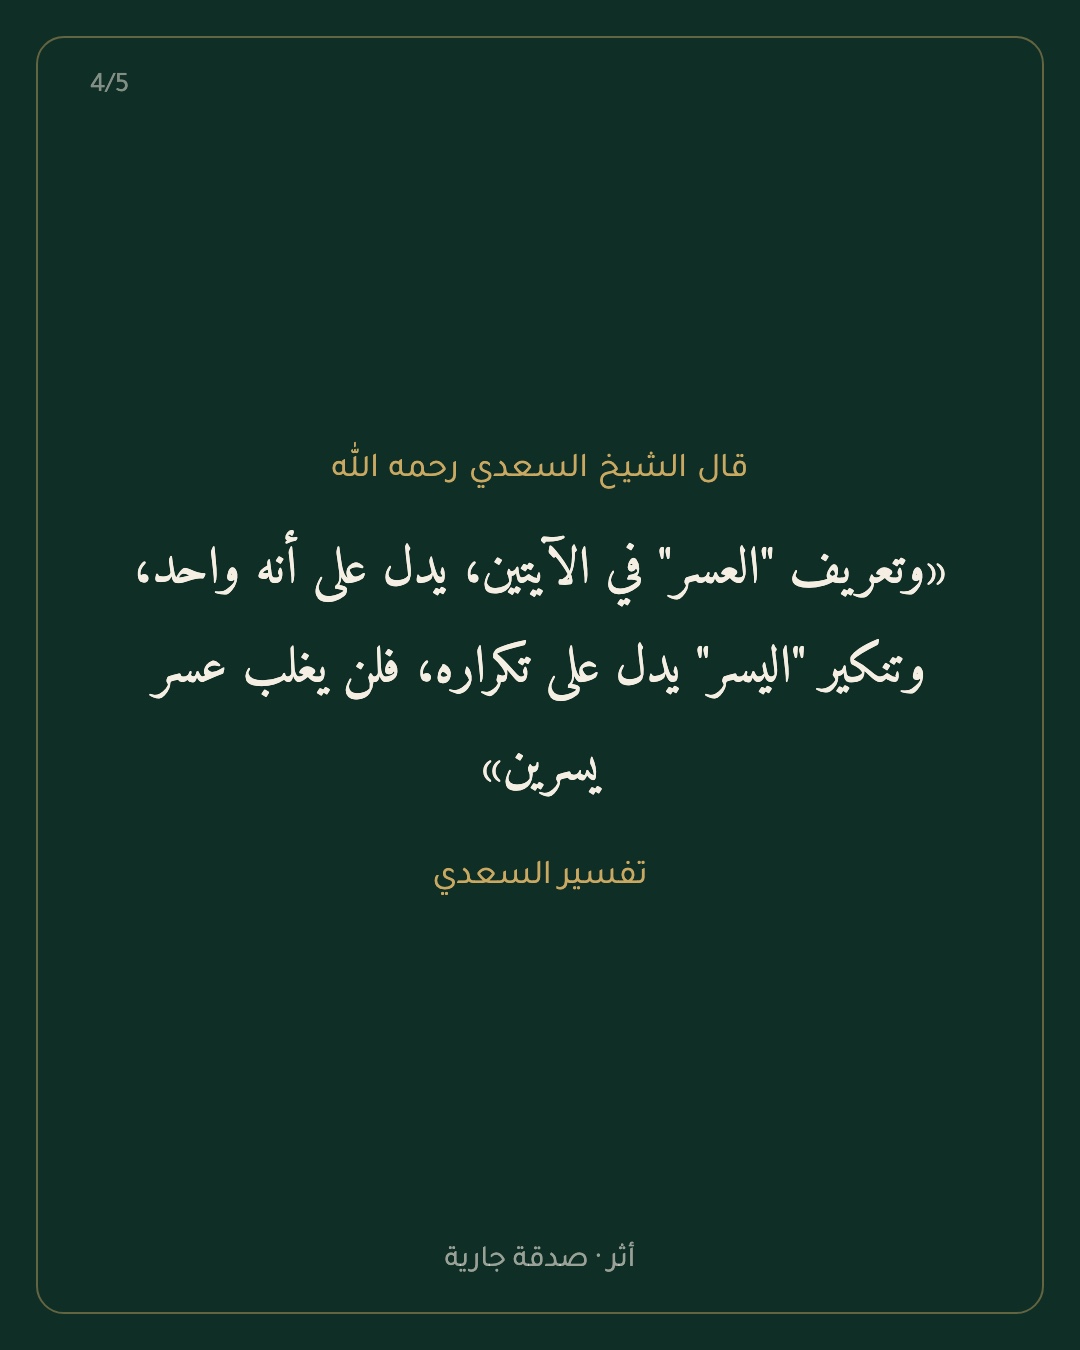 4/5
قال الشيخ السعدي رحمه الله
«وتعريف "العسر" في الآيتين، يدل على أنه واحد،
وتنكير "اليسر" يدل على تكراره، فلن يغلب عسر
يسرين»
تفسير السعدي
أثر · صدقة جارية